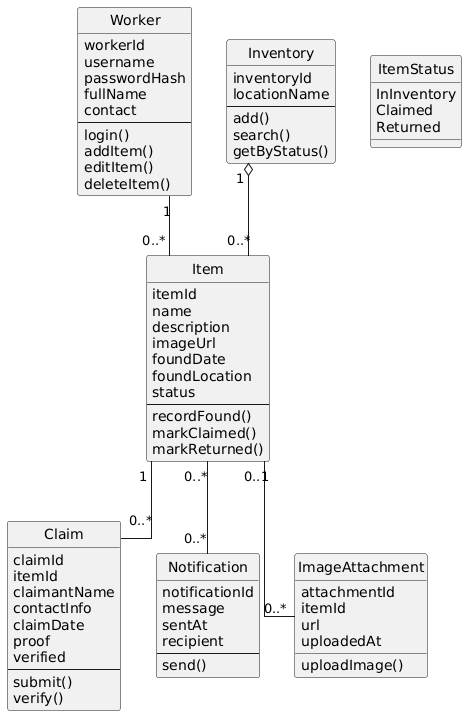 Worker
workerId
username
passwordHash
fullName
contact
login()
addItem()
editItem()
deleteItem()
Inventory
inventoryId
locationName
add()
search()
getByStatus()
ItemStatus
InInventory
Claimed
Returned
1
0..*
1
0..*
Item
itemId
name
description
imageUrl
foundDate
foundLocation
status
recordFound()
markClaimed()
markReturned()
1
0..*
0..*
0..*
0..1
0..*
Claim
claimId
itemId
claimantName
contactInfo
claimDate
proof
verified
submit()
verify()
Notification
notificationId
message
sentAt
recipient
send()
ImageAttachment
attachmentId
itemId
url
uploadedAt
uploadImage()